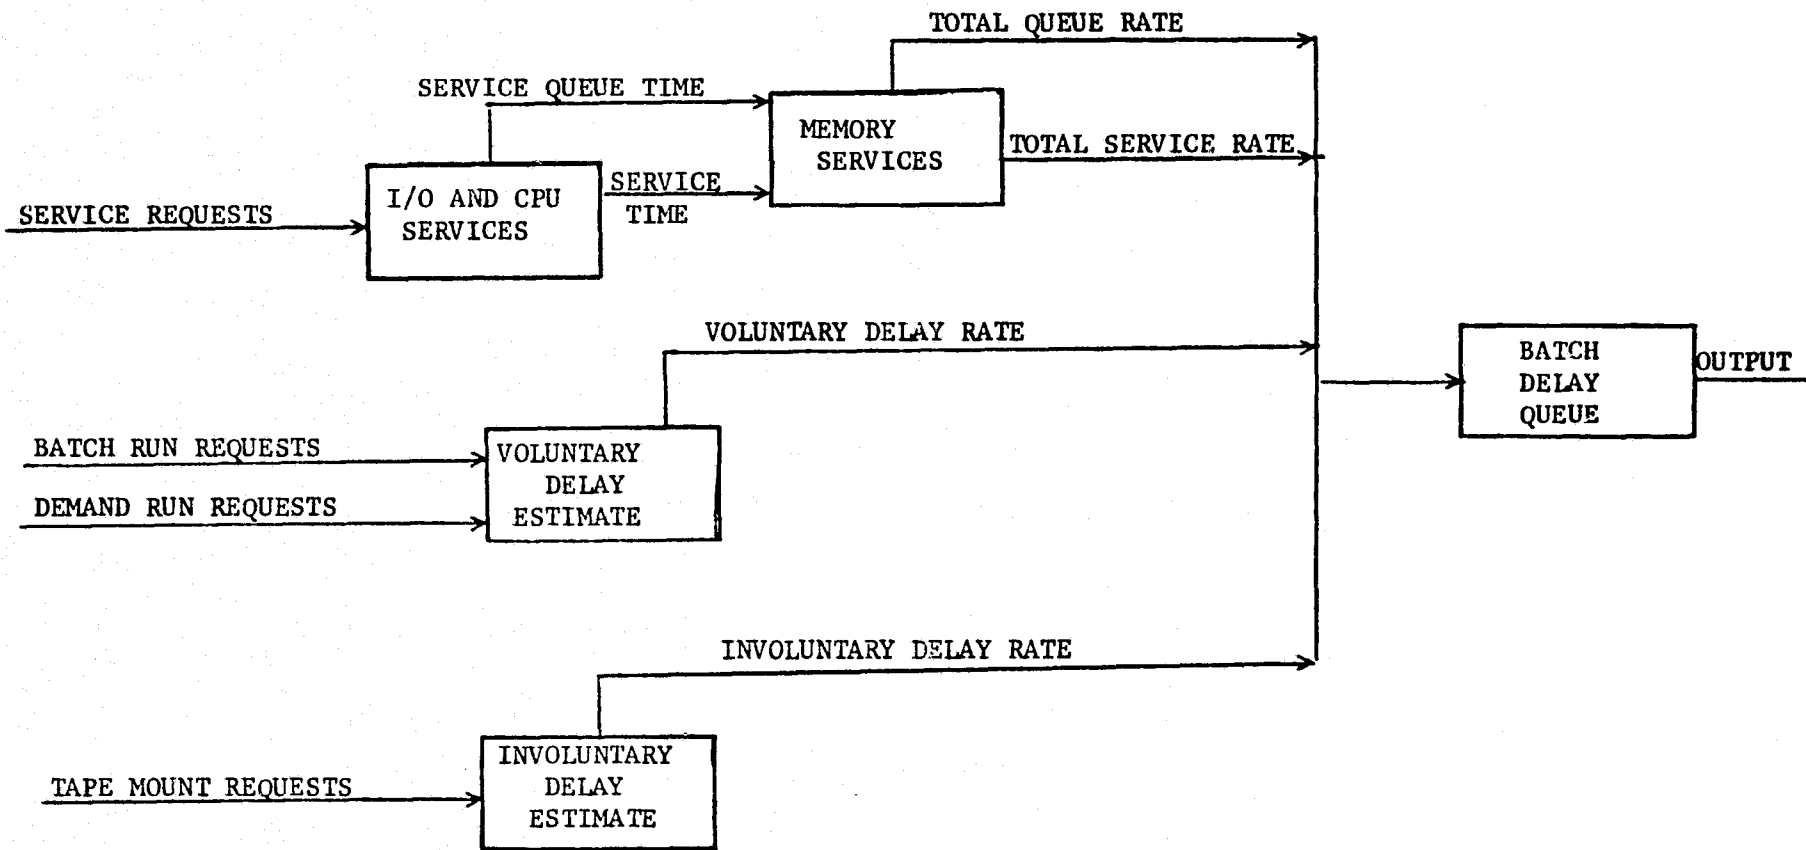 TOTAL QUEUE RATE
SERVICE QUEUE TIME
MEMORY
SERVICES
TOTAL SERVICE RATE
SERVICE
TIME
I/O AND CPU
SERVICES
SERVICE REQUESTS
VOLUNTARY DELAY RATE
BATCH
DELAY
QUEUE
OUTPUT
BATCH RUN REQUESTS
DEMAND RUN REQUESTS
VOLUNTARY
DELAY
ESTIMATE
INVOLUNTARY DELAY RATE
INVOLUNTARY
DELAY
ESTIMATE
TAPE MOUNT REQUESTS